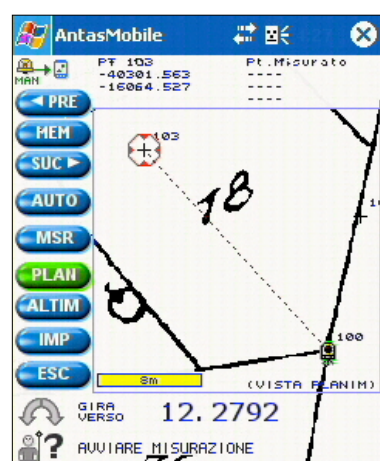 AntasMobile
PT 103
-40301.563
-16064.527
Pt.Misurato
----
----
----
MAN
◄ PRE
MEM
SUC ►
AUTO
MSR
PLAN
ALTIM
IMP
ESC
103
18
100
8m
(VISTA PLANIM)
GIRA
VERSO
12.2792
?
AVVIARE MISURAZIONE